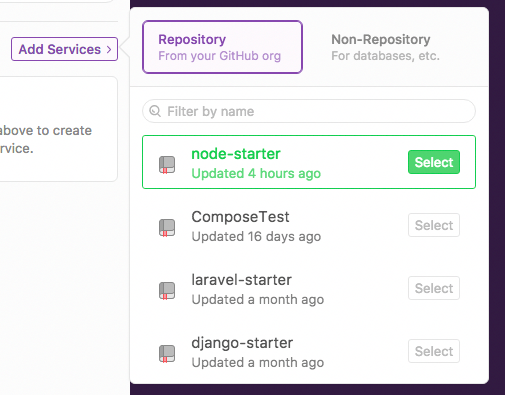 Add Services >
above to create
rvice.
Repository
From your GitHub org
Non-Repository
For databases, etc.
Filter by name
node-starter
Updated 4 hours ago
Select
ComposeTest
Updated 16 days ago
Select
laravel-starter
Updated a month ago
Select
django-starter
Updated a month ago
Select